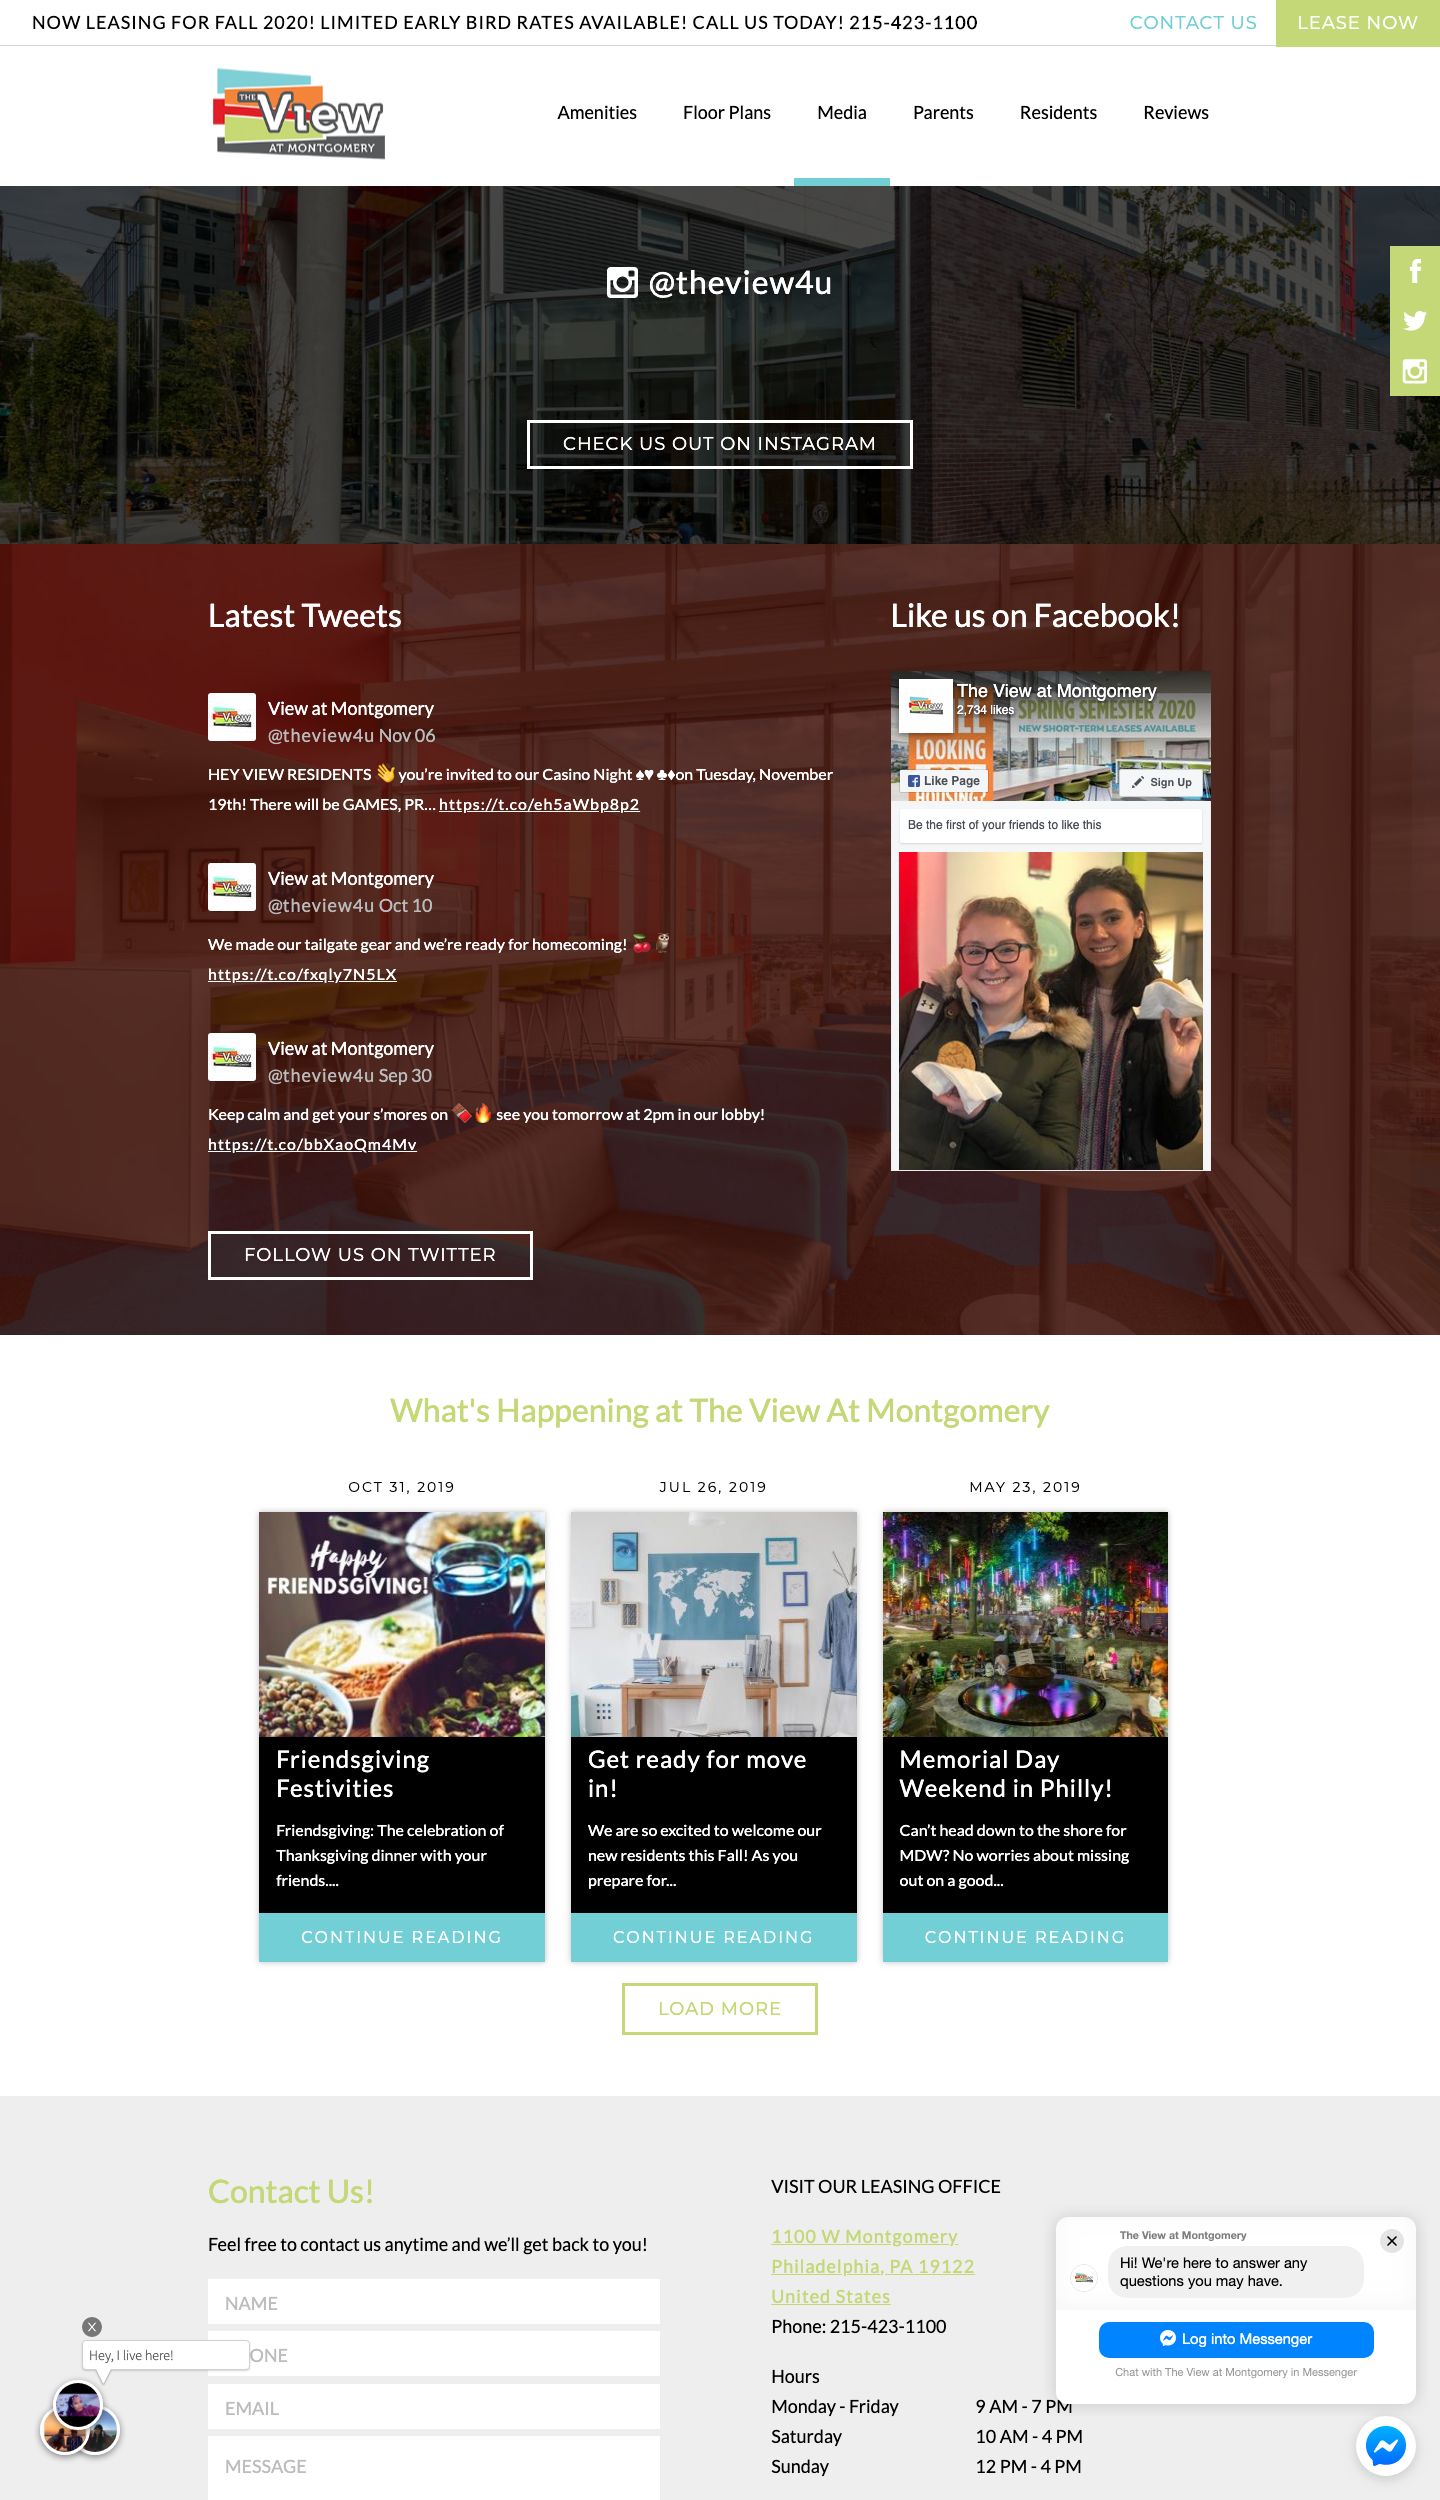 NOW LEASING FOR FALL 2020! LIMITED EARLY BIRD RATES AVAILABLE! CALL US TODAY! 215-423-1100
CONTACT US
LEASE NOW
THE View
AT MONTGOMERY
Amenities
Floor Plans
Media
Parents
Residents
Reviews
@theview4u
CHECK US OUT ON INSTAGRAM
Latest Tweets
View at Montgomery
@theview4u Nov 06
HEY VIEW RESIDENTS 👋 you’re invited to our Casino Night ♠♥ ♣♦on Tuesday, November
19th! There will be GAMES, PR… https://t.co/eh5aWbp8p2
View at Montgomery
@theview4u Oct 10
We made our tailgate gear and we’re ready for homecoming! 🍒 🦉
https://t.co/fxqly7N5LX
View at Montgomery
@theview4u Sep 30
Keep calm and get your s’mores on 🍫🔥 see you tomorrow at 2pm in our lobby!
https://t.co/bbXaoQm4Mv
FOLLOW US ON TWITTER
Like us on Facebook!
The View at Montgomery
2,734 likes
SPRING SEMESTER 2020
NEW SHORT-TERM LEASES AVAILABLE
LOOKING
HOUSING?
Like Page
Sign Up
Be the first of your friends to like this
What's Happening at The View At Montgomery
OCT 31, 2019
Happy
FRIENDSGIVING!
Friendsgiving
Festivities
Friendsgiving: The celebration of
Thanksgiving dinner with your
friends....
CONTINUE READING
JUL 26, 2019
W
Get ready for move
in!
We are so excited to welcome our
new residents this Fall! As you
prepare for...
CONTINUE READING
MAY 23, 2019
Memorial Day
Weekend in Philly!
Can’t head down to the shore for
MDW? No worries about missing
out on a good...
CONTINUE READING
LOAD MORE
Contact Us!
Feel free to contact us anytime and we’ll get back to you!
NAME
ONE
EMAIL
MESSAGE
X
Hey, I live here!
VISIT OUR LEASING OFFICE
1100 W Montgomery
Philadelphia, PA 19122
United States
Phone: 215-423-1100
Hours
Monday - Friday 9 AM - 7 PM
Saturday 10 AM - 4 PM
Sunday 12 PM - 4 PM
The View at Montgomery
Hi! We're here to answer any
questions you may have.
Log into Messenger
Chat with The View at Montgomery in Messenger